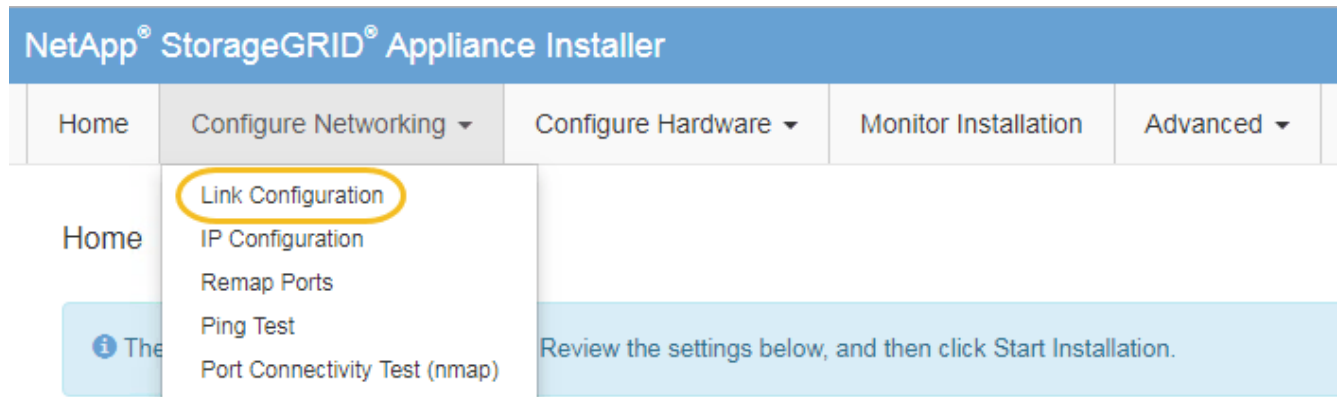 NetApp® StorageGRID® Appliance Installer
Home Configure Networking Configure Hardware Monitor Installation Advanced
Link Configuration
Home
IP Configuration
Remap Ports
Ping Test
The Review the settings below, and then click Start Installation.
Port Connectivity Test (nmap)